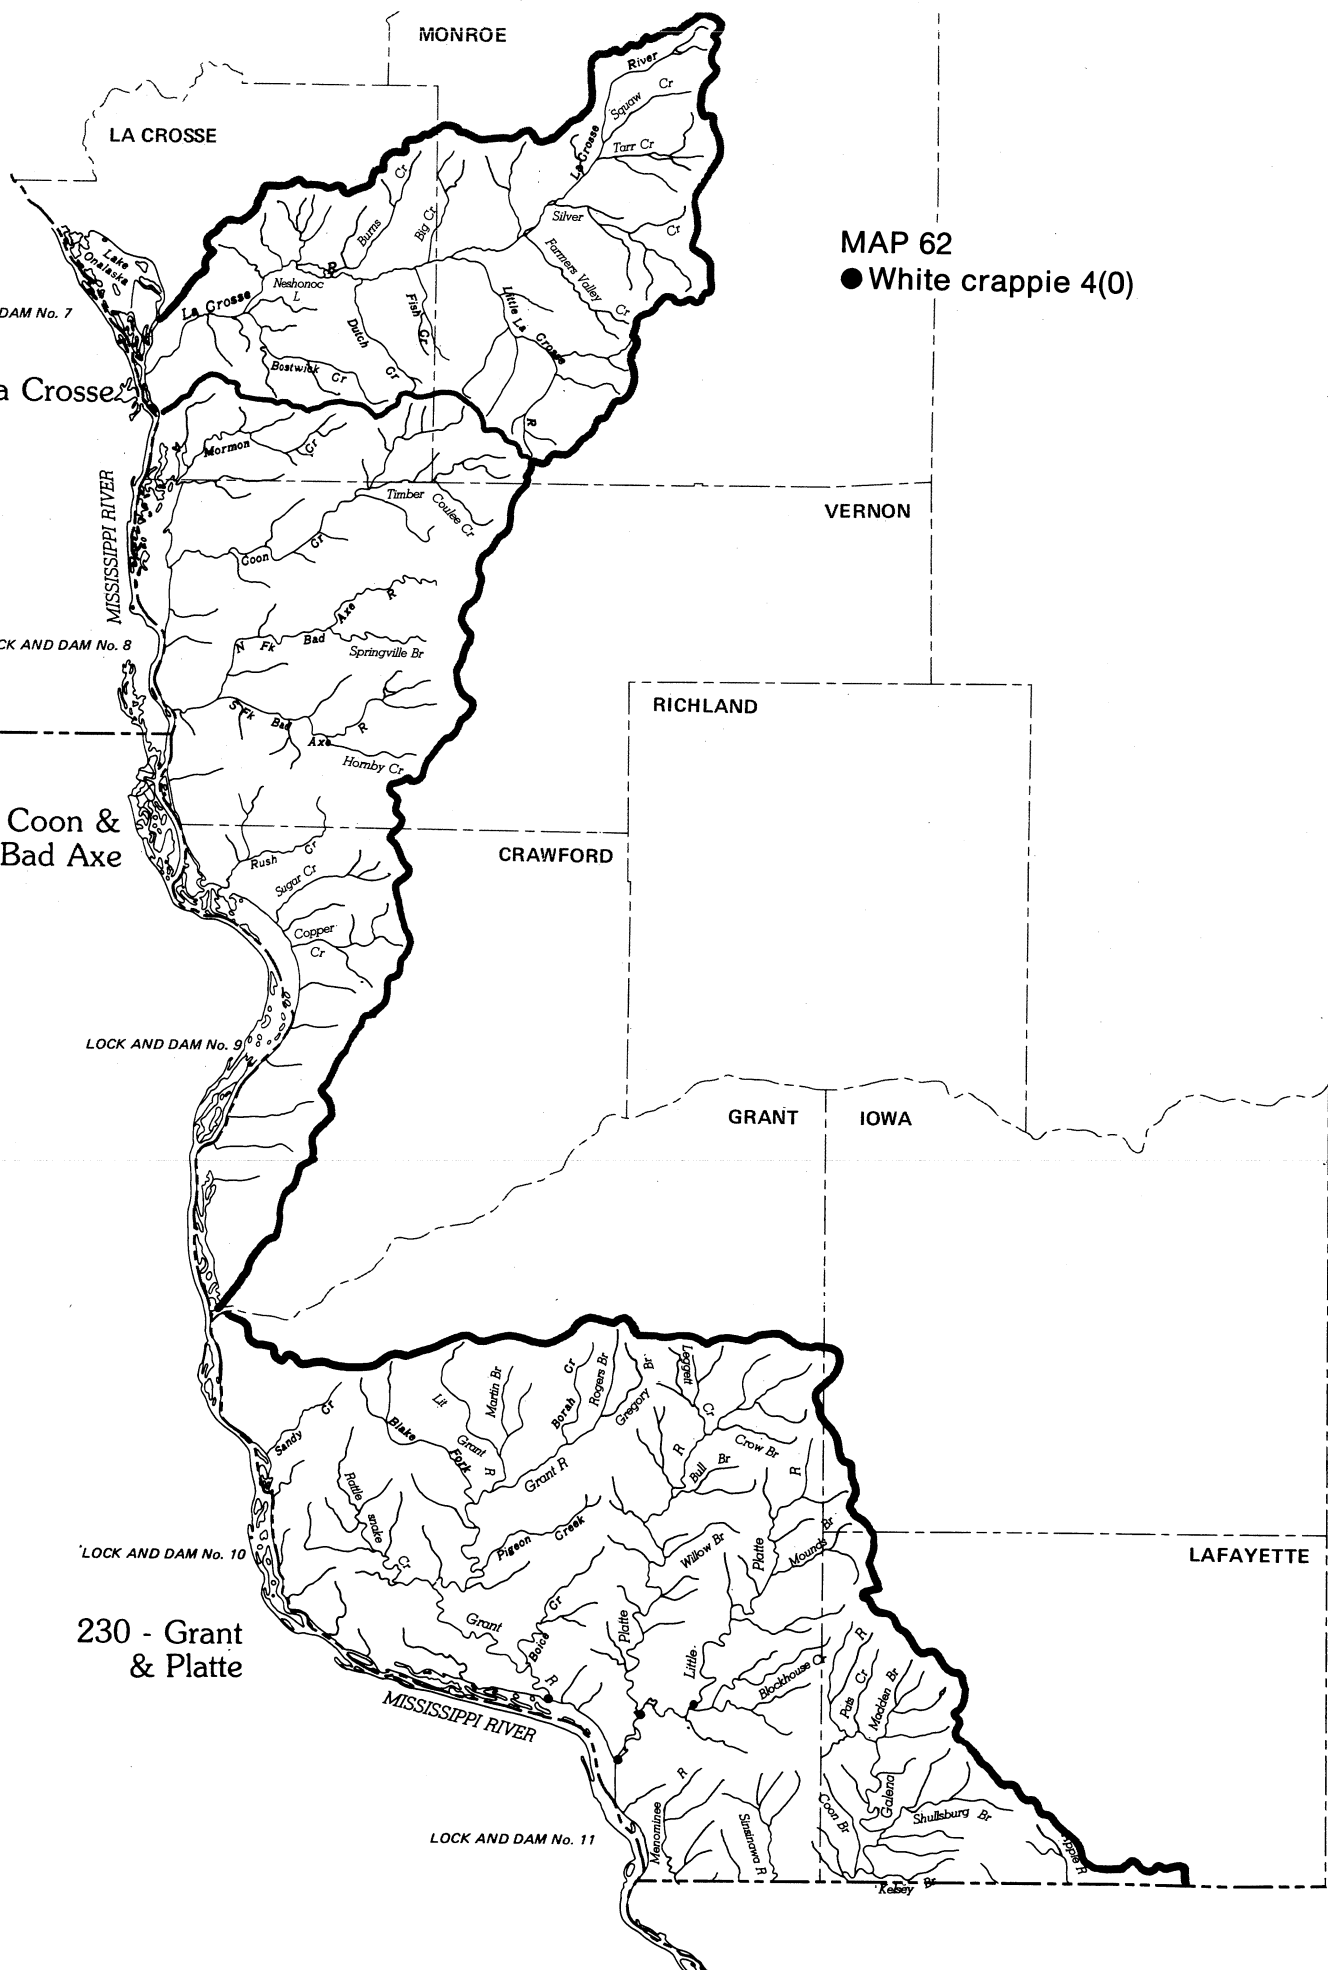 MONROE
LA CROSSE
River
Squaw Cr
La Crosse
Tarr Cr
Burns Cr
Big Cr
Silver Cr
Farmers Valley Cr
Lake
Onalaska
MAP 62
● White crappie 4(0)
DAM No. 7
La Crosse R
Neshonoc
L
Fish Cr
Dutch Cr
Little La Crosse R
Bostwick Cr
a Crosse
Mormon Cr
MISSISSIPPI RIVER
Timber Coulee Cr
VERNON
Coon Cr
N Fk Bad Axe R
Springville Br
CK AND DAM No. 8
S Fk Bad Axe R
Hornby Cr
RICHLAND
Coon &
Bad Axe
Rush Cr
Sugar Cr
CRAWFORD
Copper
Cr
LOCK AND DAM No. 9
GRANT
IOWA
Sandy Cr
Blake Fork
Lit Grant R
Martin Br
Borah Cr
Rogers Br
Gregory Br
Leggett Cr
Crow Br
Bull Br
R
Grant R
Rattle snake Cr
Pigeon Creek
Willow Br
Platte
R
Mounds Br
LOCK AND DAM No. 10
LAFAYETTE
230 - Grant
& Platte
Grant R
Boice Cr
Platte
Little
Blockhouse Cr
Pats Cr
R
Madden Br
MISSISSIPPI RIVER
Menominee R
Sinsinawa R
Coon Br
Galena
Shullsburg Br
Apple R
LOCK AND DAM No. 11
Kelsey Br